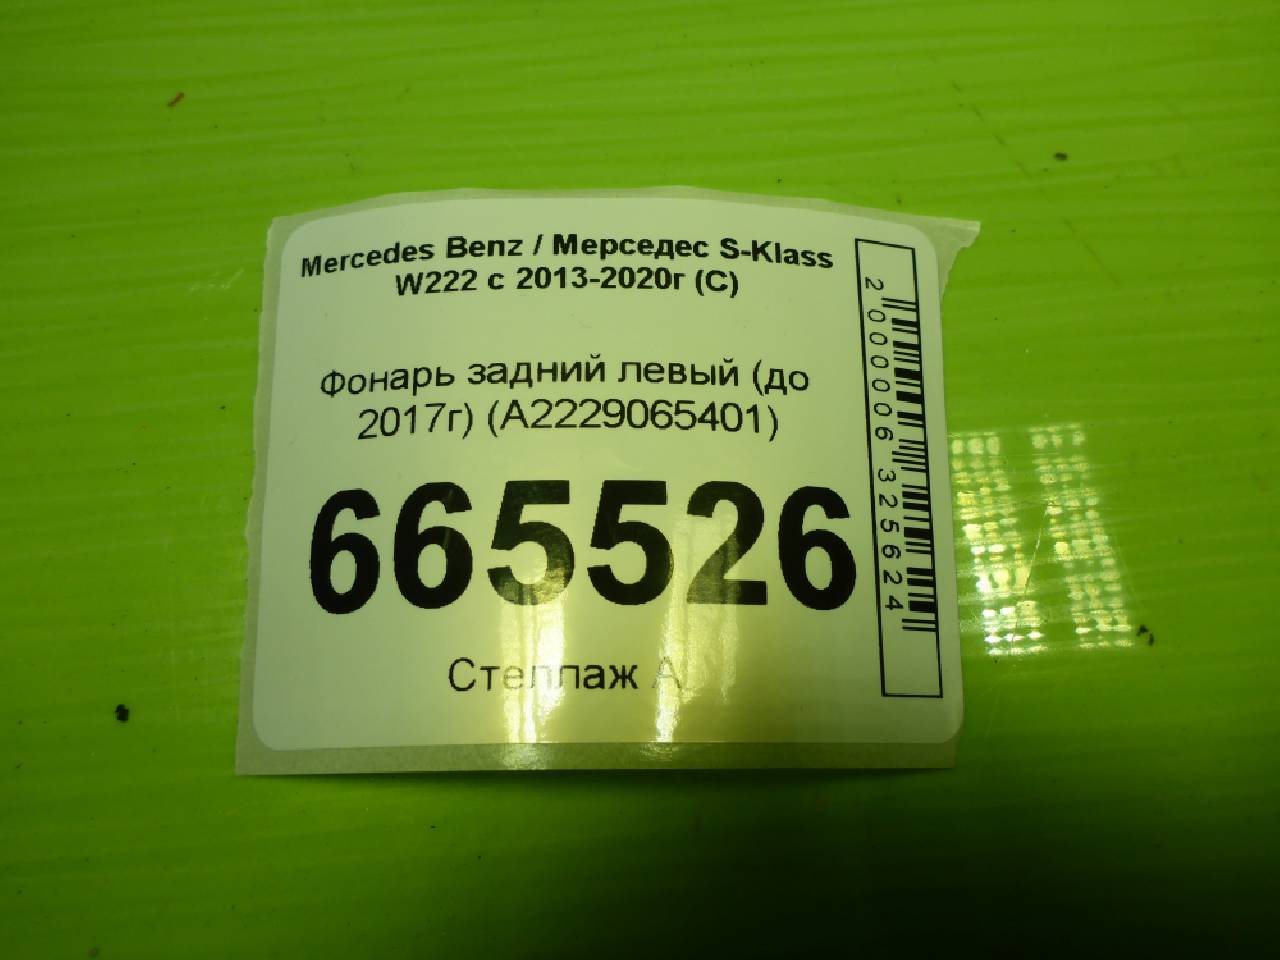 Mercedes Benz / Мерседес S-Klass
W222 с 2013-2020г (С)
Фонарь задний левый (до
2017г) (A2229065401)
665526
Стеллаж А
2000006325624